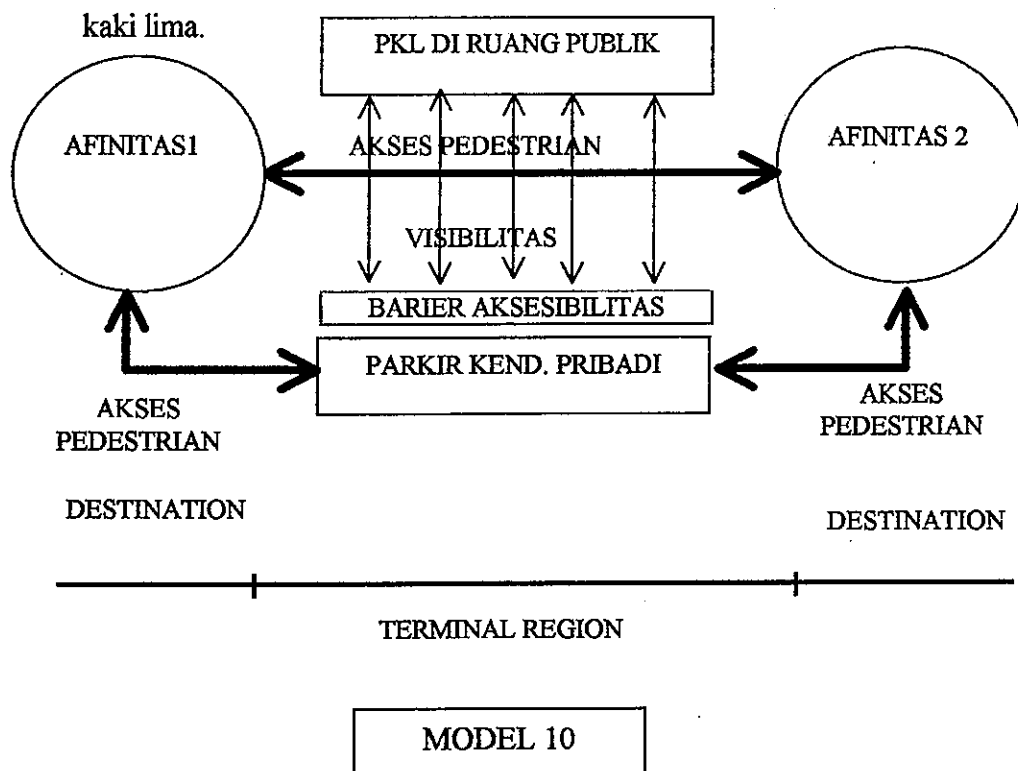 kaki lima.
PKL DI RUANG PUBLIK
AFINITAS1
AKSES PEDESTRIAN
AFINITAS 2
VISIBILITAS
BARIER AKSESIBILITAS
PARKIR KEND. PRIBADI
AKSES
PEDESTRIAN
AKSES
PEDESTRIAN
DESTINATION
DESTINATION
TERMINAL REGION
MODEL 10